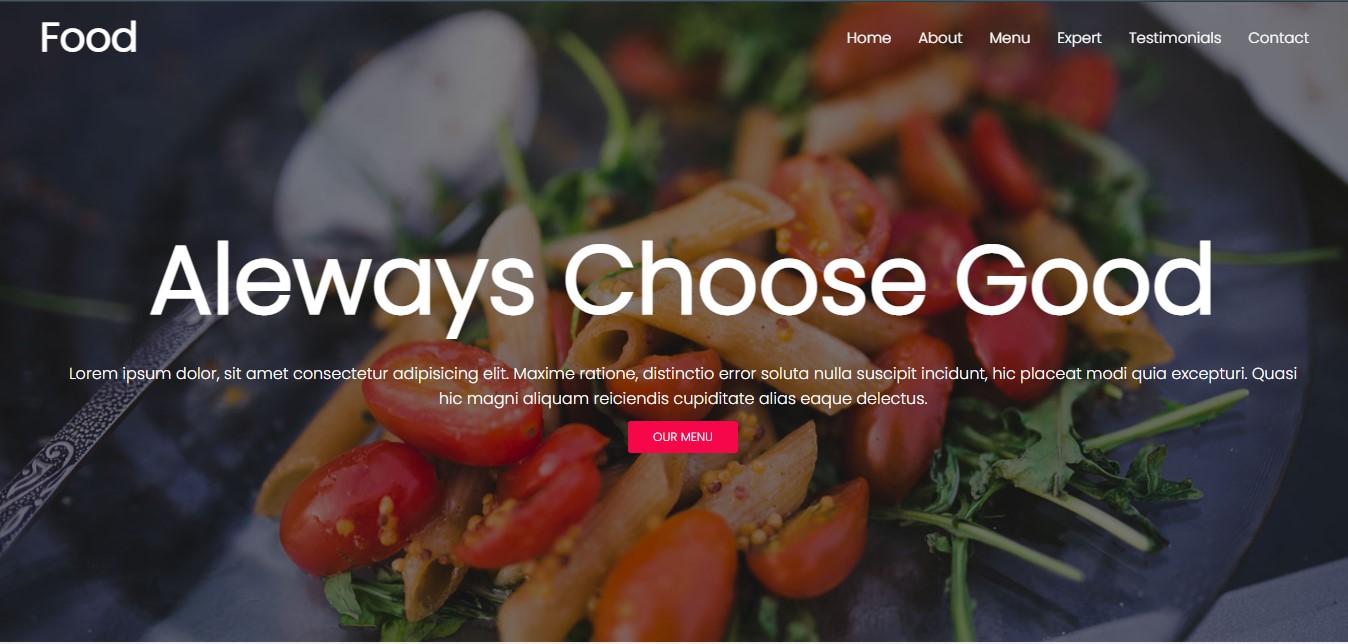 Food
Home About Menu Expert Testimonials Contact
Aleways Choose Good
Lorem ipsum dolor, sit amet consectetur adipisicing elit. Maxime ratione, distinctio error soluta nulla suscipit incidunt, hic placeat modi quia excepturi. Quasi
hic magni aliquam reiciendis cupiditate alias eaque delectus.
OUR MENU